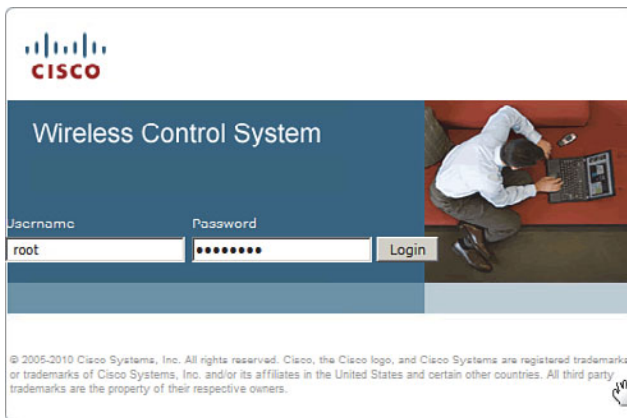 CISCO
Wireless Control System
Username Password
root •••••••• Login
© 2005-2010 Cisco Systems, Inc. All rights reserved. Cisco, the Cisco logo, and Cisco Systems are registered trademarks
or trademarks of Cisco Systems, Inc. and/or its affiliates in the United States and certain other countries. All third party
trademarks are the property of their respective owners.